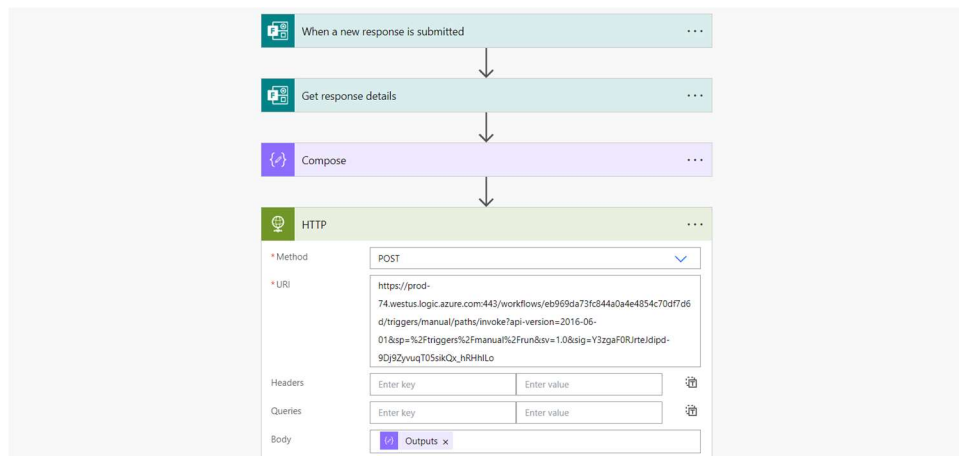 When a new response is submitted
Get response details
Compose
HTTP
* Method
POST
* URI
https://prod-
74.westus.logic.azure.com:443/workflows/eb969da73fc844a0a4e4854c70df7d6
d/triggers/manual/paths/invoke?api-version=2016-06-
01&sp=%2Ftriggers%2Fmanual%2Frun&sv=1.0&sig=Y3zgaF0RJrteJdipd-
9Dj9ZyvuqT05sikQx_hRHhILo
Headers
Enter key
Enter value
Queries
Enter key
Enter value
Body
Outputs ×